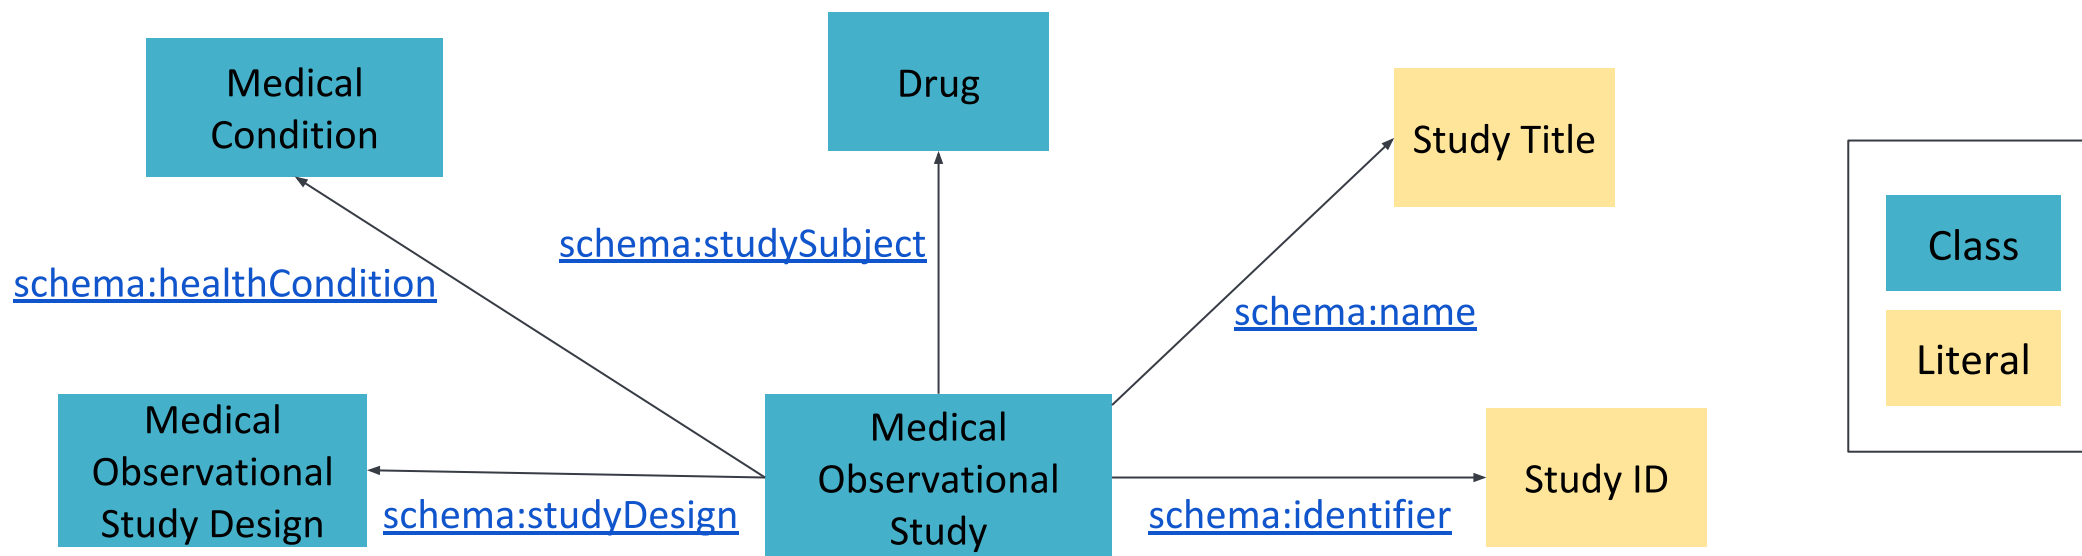 Medical
Condition
Drug
Study Title
schema:studySubject
schema:healthCondition
schema:name
Class
Literal
Medical
Observational
Study Design
schema:studyDesign
Medical
Observational
Study
schema:identifier
Study ID